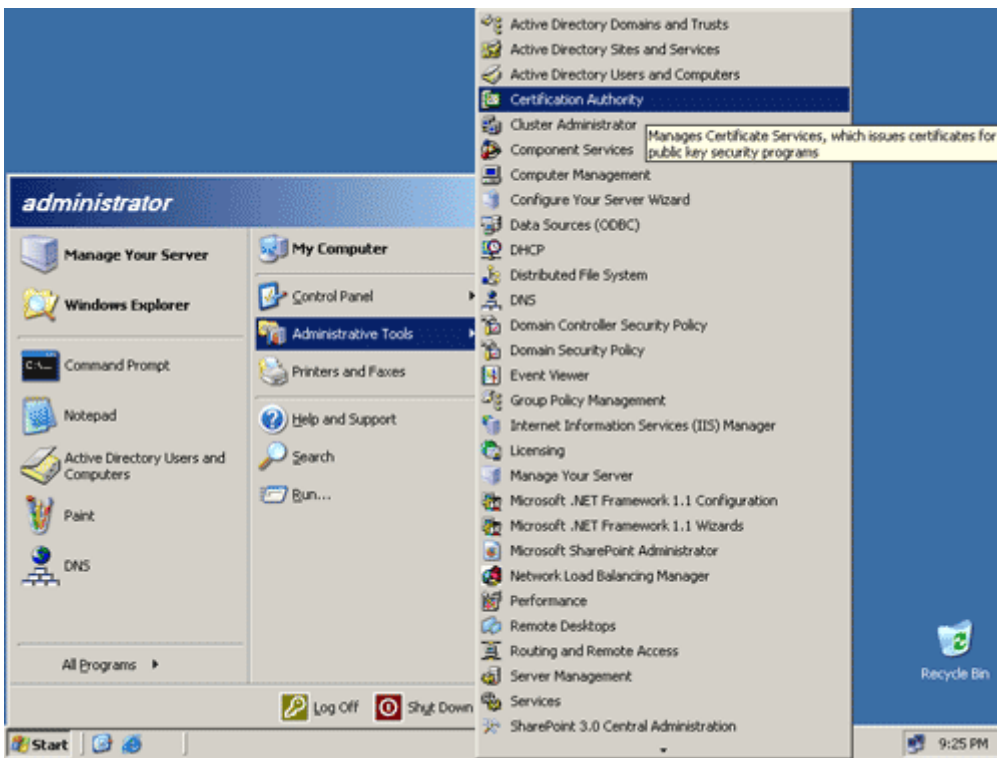 administrator
Manage Your Server
Windows Explorer
C:\_
Command Prompt
Notepad
Active Directory Users and
Computers
Paint
DNS
All Programs
My Computer
Control Panel
Administrative Tools
Printers and Faxes
Help and Support
Search
Run...
Log Off
Shut Down
Active Directory Domains and Trusts
Active Directory Sites and Services
Active Directory Users and Computers
Certification Authority
Manages Certificate Services, which issues certificates for
public key security programs
Cluster Administrator
Component Services
Computer Management
Configure Your Server Wizard
Data Sources (ODBC)
DHCP
Distributed File System
DNS
Domain Controller Security Policy
Domain Security Policy
Event Viewer
Group Policy Management
Internet Information Services (IIS) Manager
Licensing
Manage Your Server
Microsoft .NET Framework 1.1 Configuration
Microsoft .NET Framework 1.1 Wizards
Microsoft SharePoint Administrator
Network Load Balancing Manager
Performance
Remote Desktops
Routing and Remote Access
Server Management
Services
SharePoint 3.0 Central Administration
Recycle Bin
Start
9:25 PM